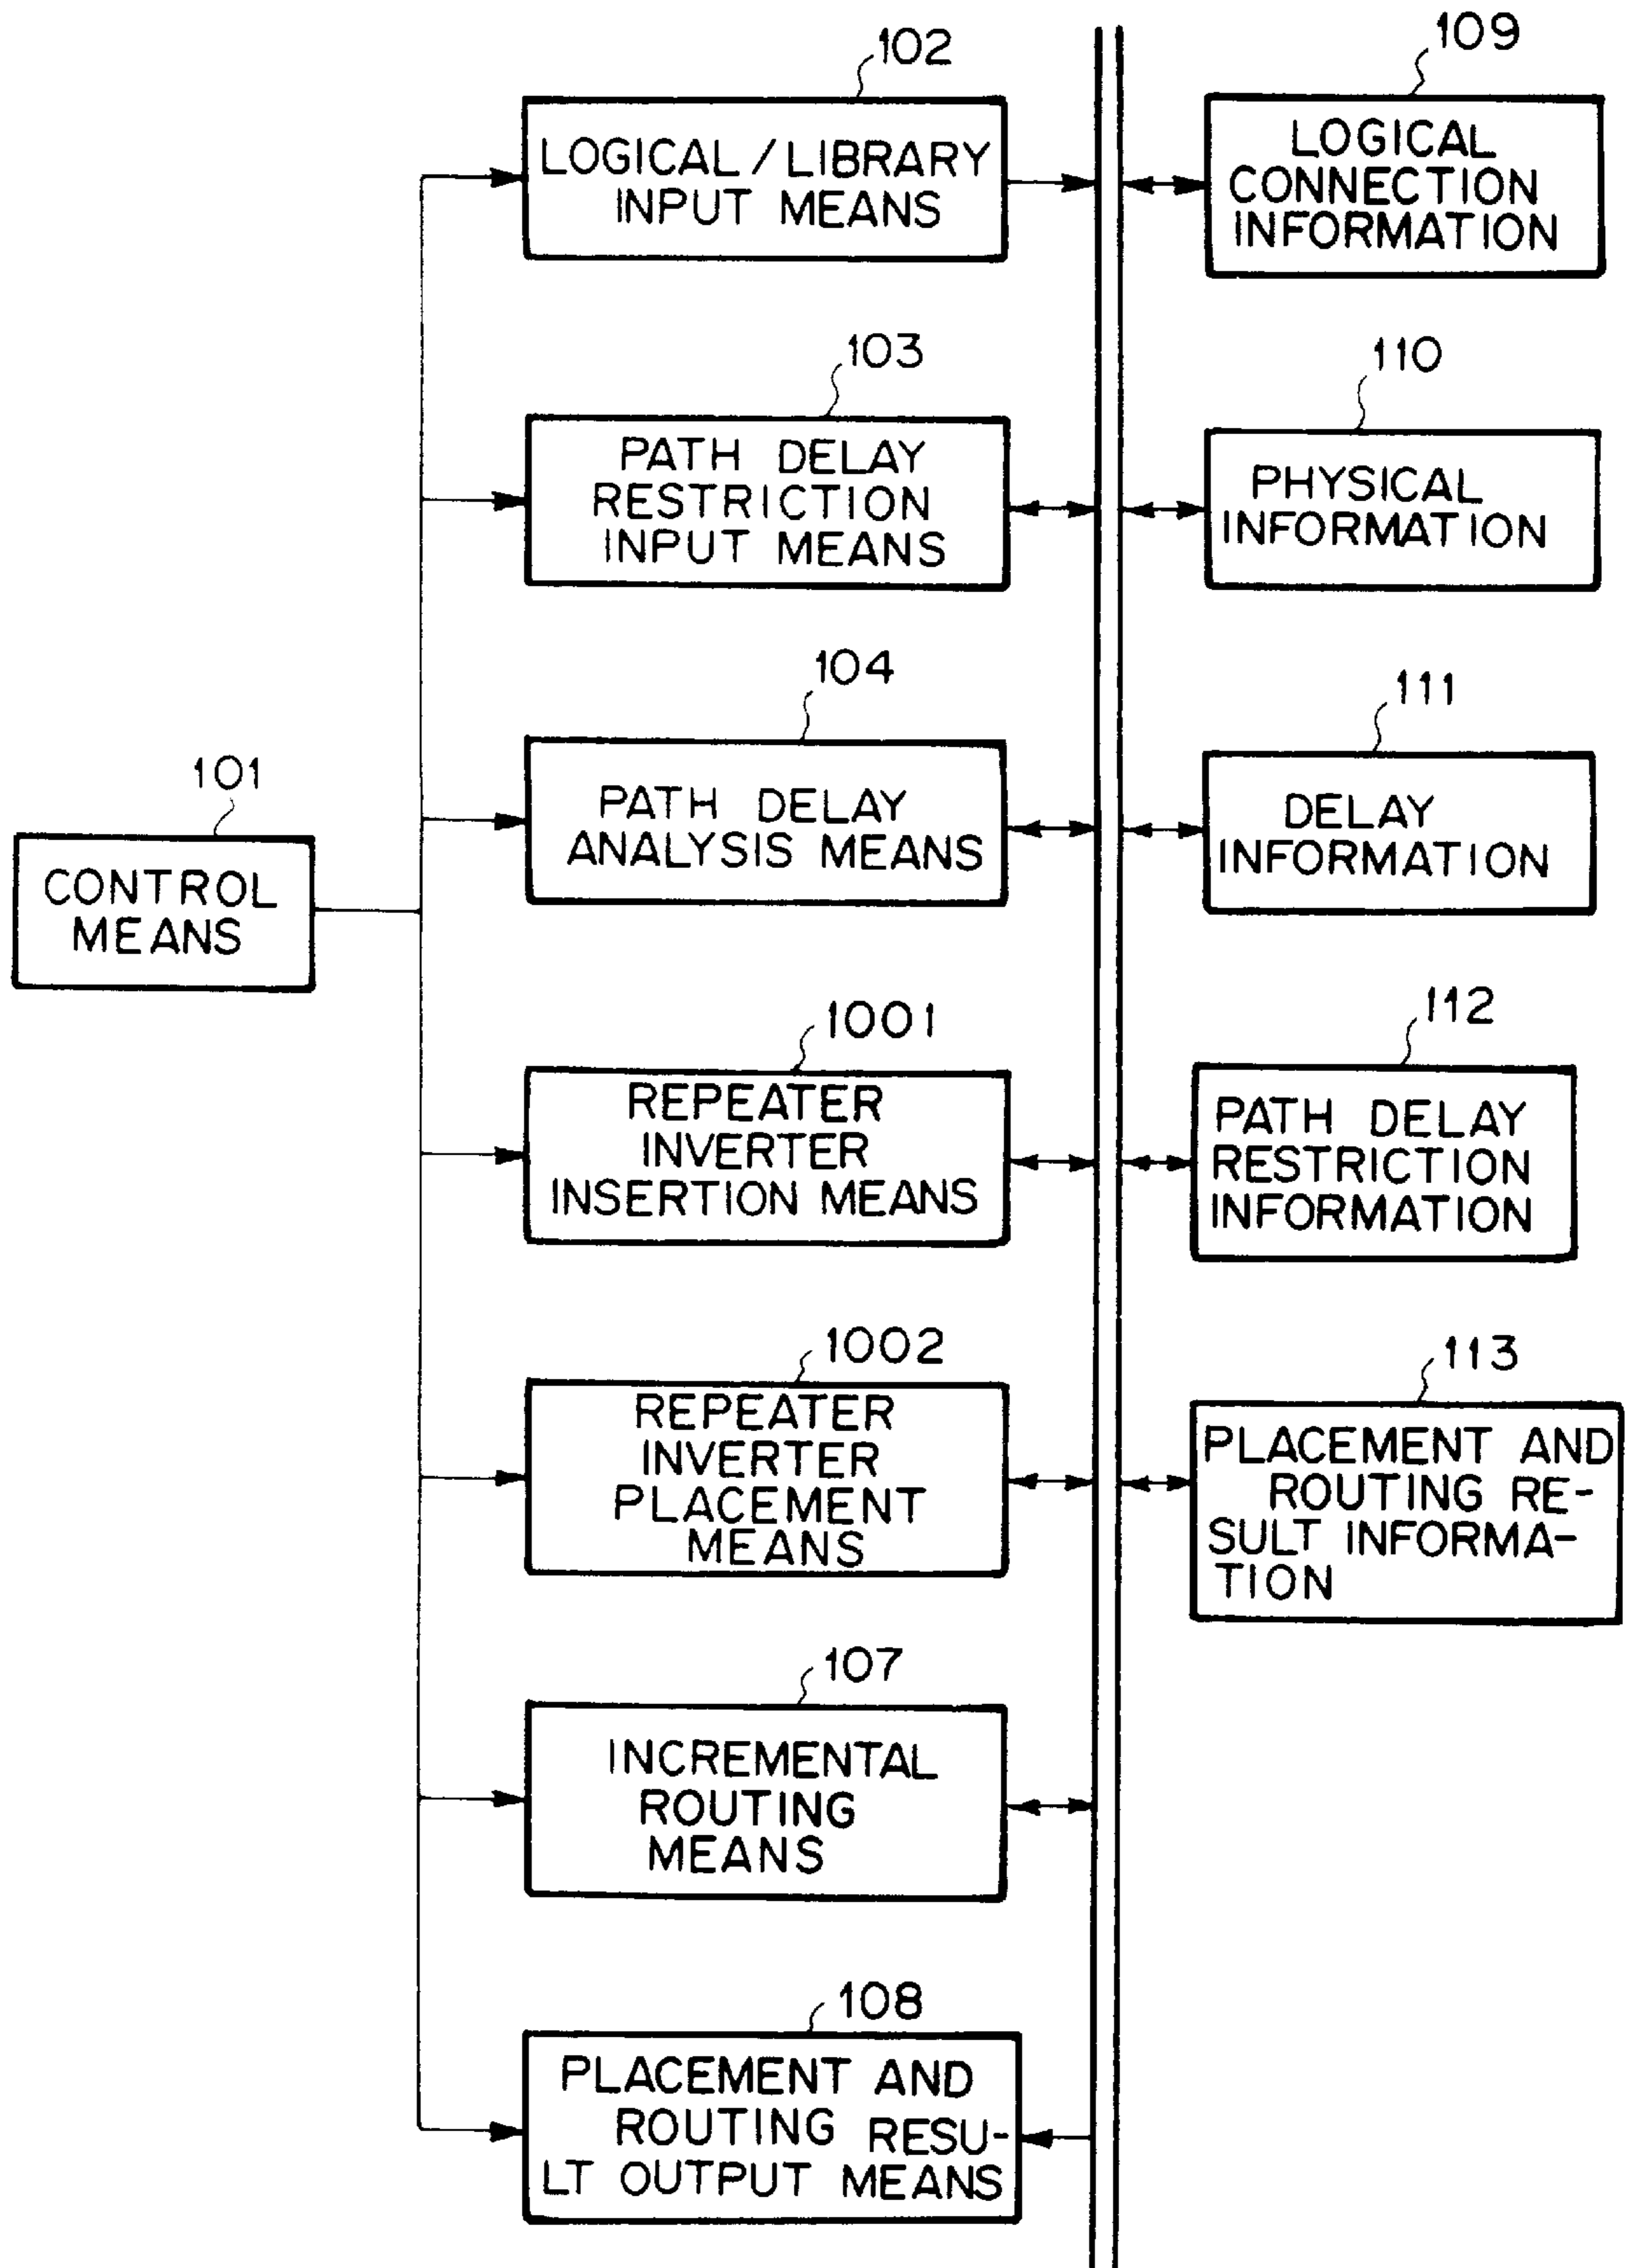 102
LOGICAL/LIBRARY
INPUT MEANS
103
PATH DELAY
RESTRICTION
INPUT MEANS
104
PATH DELAY
ANALYSIS MEANS
101
CONTROL
MEANS
1001
REPEATER
INVERTER
INSERTION MEANS
1002
REPEATER
INVERTER
PLACEMENT
MEANS
107
INCREMENTAL
ROUTING
MEANS
108
PLACEMENT AND
ROUTING RESU-
LT OUTPUT MEANS
109
LOGICAL
CONNECTION
INFORMATION
110
PHYSICAL
INFORMATION
111
DELAY
INFORMATION
112
PATH DELAY
RESTRICTION
INFORMATION
113
PLACEMENT AND
ROUTING RE-
SULT INFORMA-
TION